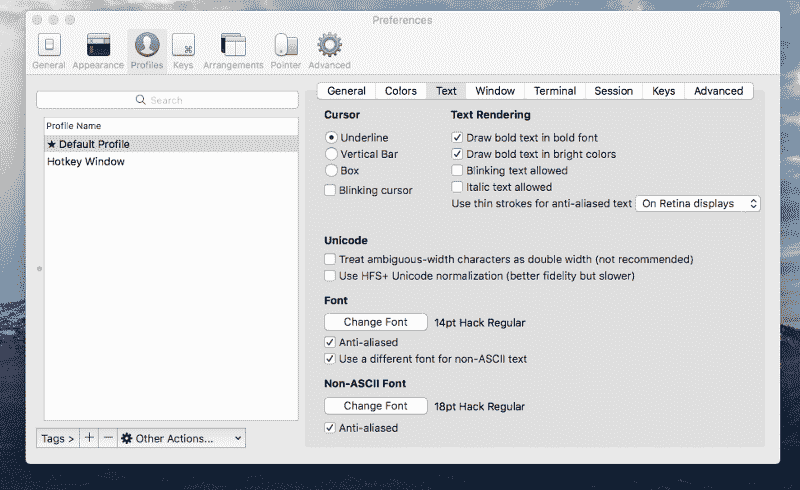 Preferences
General Appearance Profiles Keys Arrangements Pointer Advanced
Search
Profile Name
★ Default Profile
Hotkey Window
Tags > + − Other Actions...
General Colors Text Window Terminal Session Keys Advanced
Cursor
Underline
Vertical Bar
Box
Blinking cursor
Text Rendering
Draw bold text in bold font
Draw bold text in bright colors
Blinking text allowed
Italic text allowed
Use thin strokes for anti-aliased text On Retina displays
Unicode
Treat ambiguous-width characters as double width (not recommended)
Use HFS+ Unicode normalization (better fidelity but slower)
Font
Change Font 14pt Hack Regular
Anti-aliased
Use a different font for non-ASCII text
Non-ASCII Font
Change Font 18pt Hack Regular
Anti-aliased